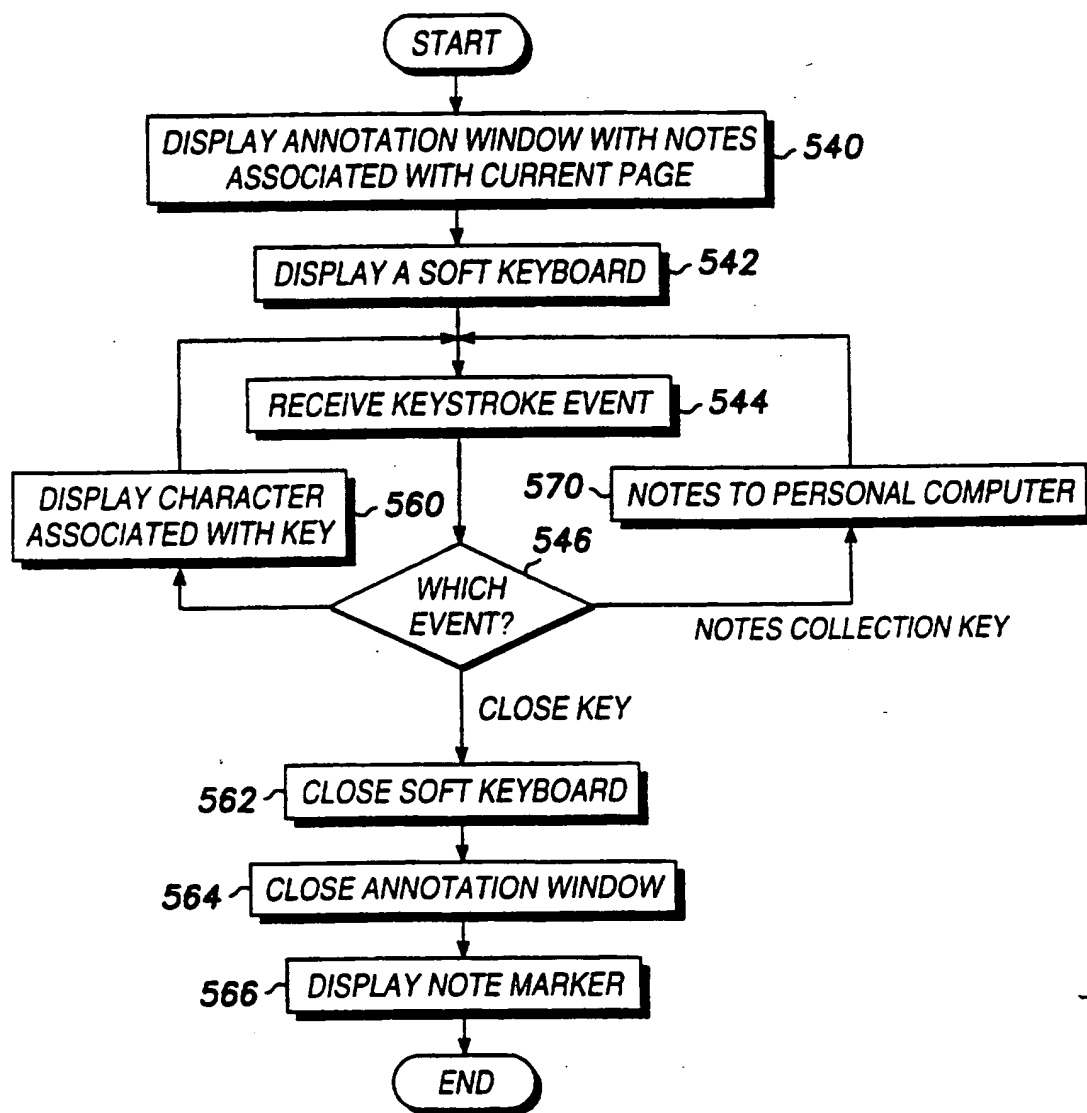 START
DISPLAY ANNOTATION WINDOW WITH NOTES
ASSOCIATED WITH CURRENT PAGE
540
DISPLAY A SOFT KEYBOARD
542
RECEIVE KEYSTROKE EVENT
544
DISPLAY CHARACTER
ASSOCIATED WITH KEY
560
570
NOTES TO PERSONAL COMPUTER
546
WHICH
EVENT?
NOTES COLLECTION KEY
CLOSE KEY
562
CLOSE SOFT KEYBOARD
564
CLOSE ANNOTATION WINDOW
566
DISPLAY NOTE MARKER
END